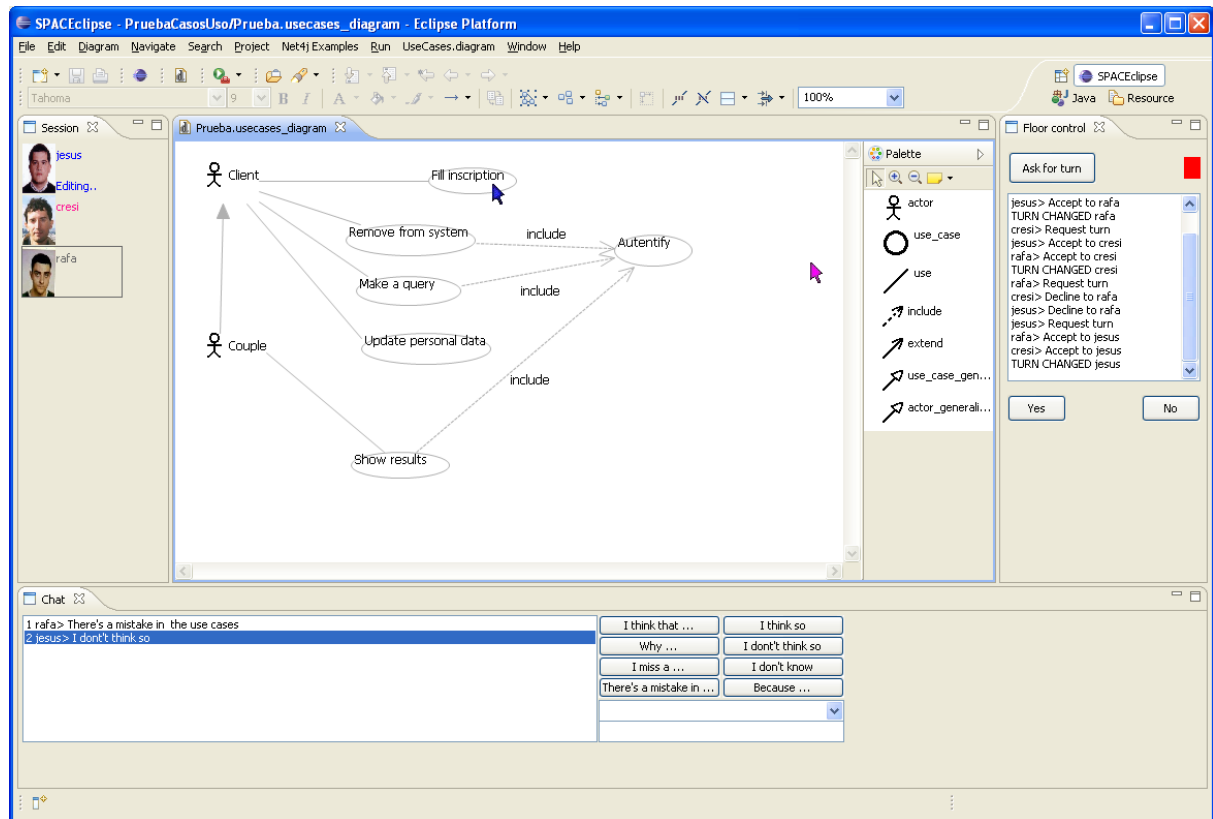 SPACEclipse - PruebaCasosUso/Prueba.usecases_diagram - Eclipse Platform
File Edit Diagram Navigate Search Project Net4j Examples Run UseCases.diagram Window Help
SPACEclipse
Tahoma 9 B I A 100% Java Resource
Session
jesus
Editing..
cresi
rafa
Prueba.usecases_diagram
Client
Fill inscription
Remove from system
include
Autentify
Make a query
include
Couple
Update personal data
include
Show results
Palette
actor
use_case
use
include
extend
use_case_gen...
actor_generali...
Floor control
Ask for turn
jesus> Accept to rafa
TURN CHANGED rafa
cresi> Request turn
jesus> Accept to cresi
rafa> Accept to cresi
TURN CHANGED cresi
rafa> Request turn
cresi> Decline to rafa
jesus> Decline to rafa
jesus> Request turn
rafa> Accept to jesus
cresi> Accept to jesus
TURN CHANGED jesus
Yes No
Chat
1 rafa> There's a mistake in the use cases
2 jesus> I dont't think so
I think that ... I think so
Why ... I dont't think so
I miss a ... I don't know
There's a mistake in ... Because ...